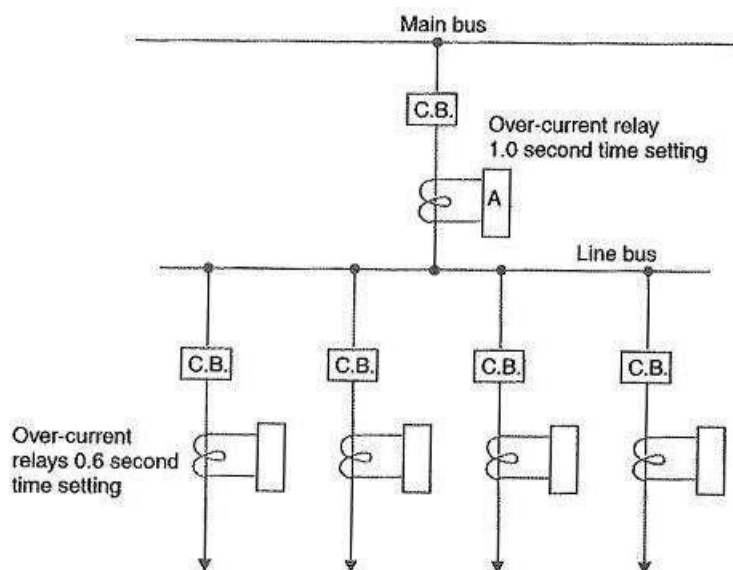 Main bus
C.B.
Over-current relay
1.0 second time setting
A
Line bus
C.B. C.B. C.B. C.B.
Over-current
relays 0.6 second
time setting